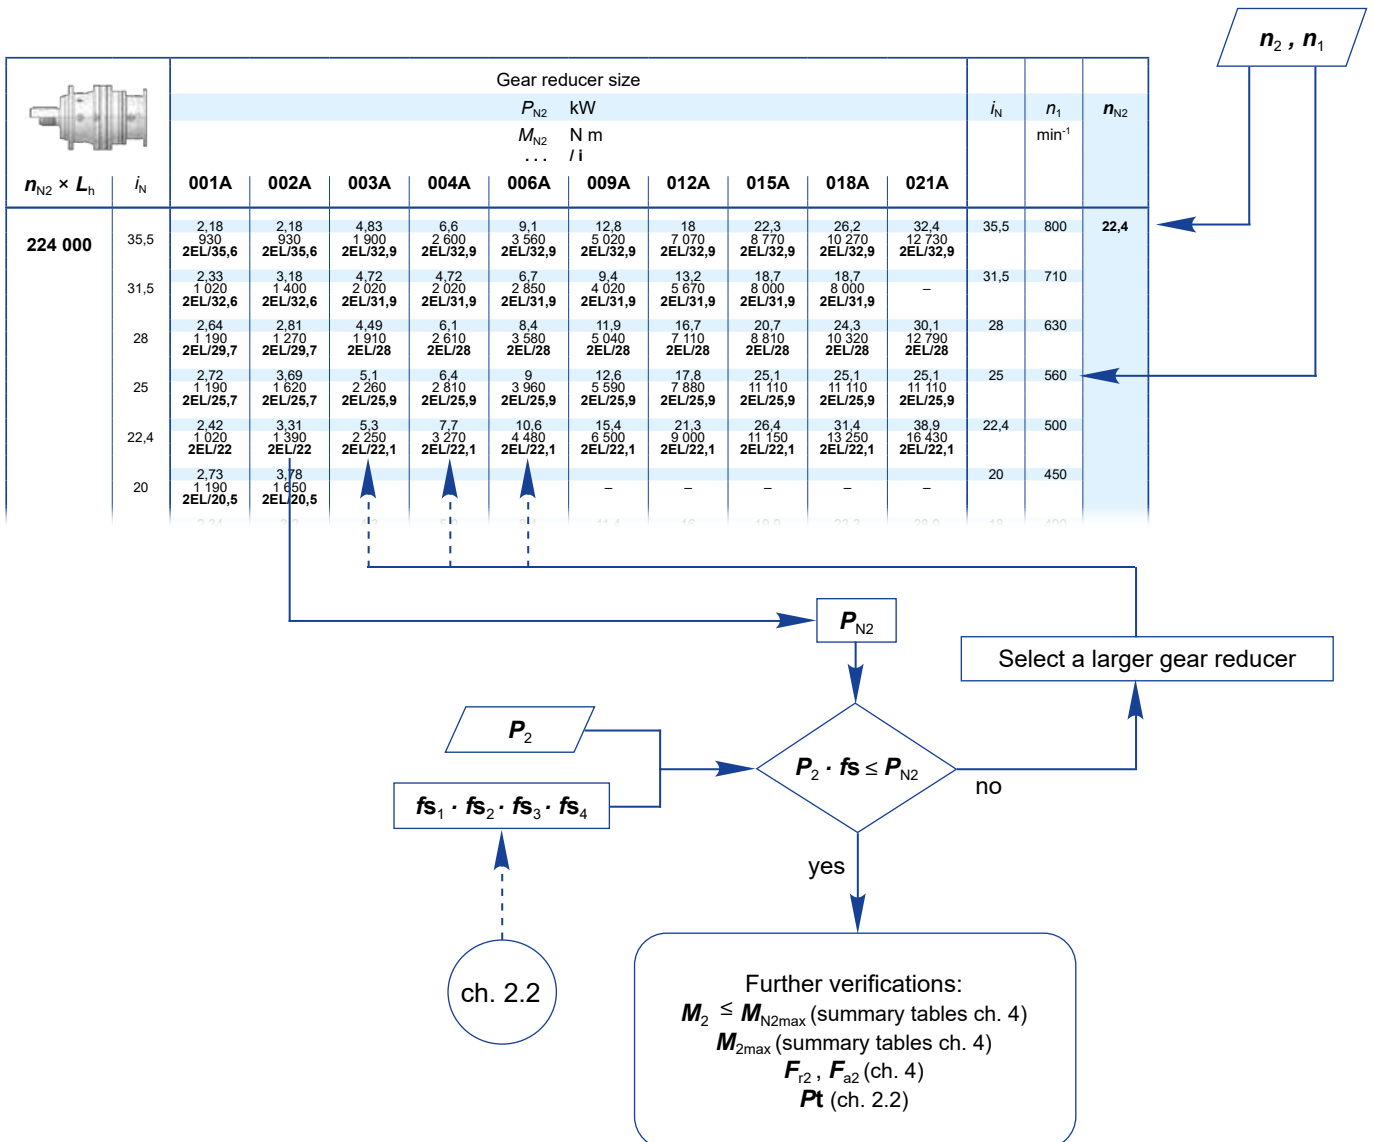 n2 , n1
Gear reducer size
PN2 kW
MN2 N m
. . . / i
iN n1 nN2
min-1
nN2 × Lh iN 001A 002A 003A 004A 006A 009A 012A 015A 018A 021A
2,18 2,18 4,83 6,6 9,1 12,8 18 22,3 26,2 32,4 35,5 800 22,4
224 000 35,5 930 930 1 900 2 600 3 560 5 020 7 070 8 770 10 270 12 730
2EL/35,6 2EL/35,6 2EL/32,9 2EL/32,9 2EL/32,9 2EL/32,9 2EL/32,9 2EL/32,9 2EL/32,9 2EL/32,9
2,33 3,18 4,72 4,72 6,7 9,4 13,2 18,7 18,7 – 31,5 710
31,5 1 020 1 400 2 020 2 020 2 850 4 020 5 670 8 000 8 000
2EL/32,6 2EL/32,6 2EL/31,9 2EL/31,9 2EL/31,9 2EL/31,9 2EL/31,9 2EL/31,9 2EL/31,9
2,64 2,81 4,49 6,1 8,4 11,9 16,7 20,7 24,3 30,1 28 630
28 1 190 1 270 1 910 2 610 3 580 5 040 7 110 8 810 10 320 12 790
2EL/29,7 2EL/29,7 2EL/28 2EL/28 2EL/28 2EL/28 2EL/28 2EL/28 2EL/28 2EL/28
2,72 3,69 5,1 6,4 9 12,6 17,8 25,1 25,1 25,1 25 560
25 1 190 1 620 2 260 2 810 3 960 5 590 7 880 11 110 11 110 11 110
2EL/25,7 2EL/25,7 2EL/25,9 2EL/25,9 2EL/25,9 2EL/25,9 2EL/25,9 2EL/25,9 2EL/25,9 2EL/25,9
2,42 3,31 5,3 7,7 10,6 15,4 21,3 26,4 31,4 38,9 22,4 500
22,4 1 020 1 390 2 250 3 270 4 480 6 500 9 000 11 150 13 250 16 430
2EL/22 2EL/22 2EL/22,1 2EL/22,1 2EL/22,1 2EL/22,1 2EL/22,1 2EL/22,1 2EL/22,1 2EL/22,1
2,73 3,78 20 450
20 1 190 1 650 – – – – –
2EL/20,5 2EL/20,5
PN2
Select a larger gear reducer
P2
P2 · fs ≤ PN2
no
fs1 · fs2 · fs3 · fs4
yes
ch. 2.2
Further verifications:
M2 ≤ MN2max (summary tables ch. 4)
M2max (summary tables ch. 4)
Fr2 , Fa2 (ch. 4)
Pt (ch. 2.2)